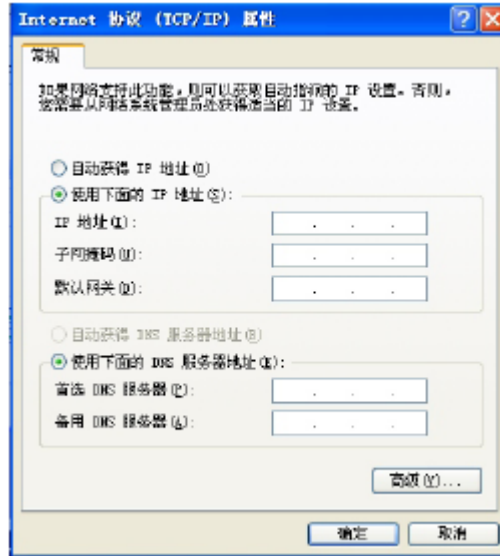 Internet 协议 (TCP/IP) 属性
常规
如果网络支持此功能，则可以获取自动指派的 IP 设置。否则，
您需要从网络系统管理员处获得适当的 IP 设置。
自动获得 IP 地址(O)
使用下面的 IP 地址(S):
IP 地址(I):
子网掩码(U):
默认网关(D):
自动获得 DNS 服务器地址(B)
使用下面的 DNS 服务器地址(E):
首选 DNS 服务器(P):
备用 DNS 服务器(A):
高级(V)...
确定
取消